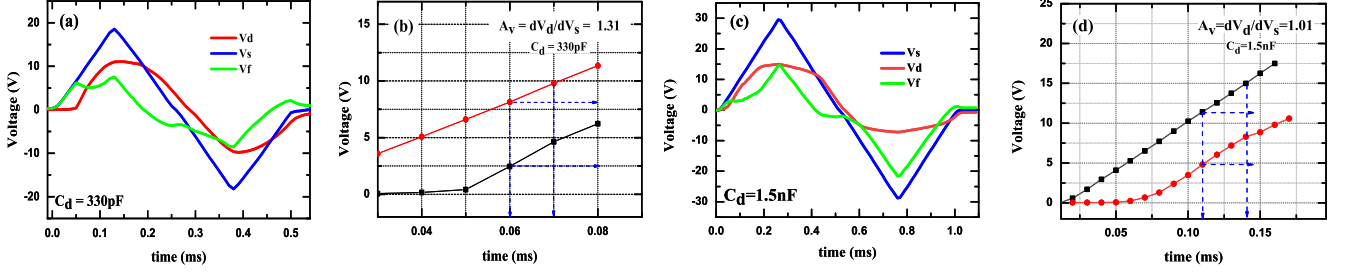 (a)
Vd
Vs
Vf
Voltage (V)
20
10
0
-10
20
C_d = 330pF
0.0 0.1 0.2 0.3 0.4 0.5
time (ms)
(b)
A_v = dV_d/dV_s = 1.31
C_d = 330pF
Voltage (V)
15
10
5
0
0.04 0.06 0.08
time (ms)
(c)
Vs
Vd
Vf
Voltage (V)
30
20
10
0
-10
-20
-30
C_d=1.5nF
0.0 0.2 0.4 0.6 0.8 1.0
time (ms)
(d)
A_v=dV_d/dV_s=1.01
C_d=1.5nF
Voltage (V)
25
20
15
10
5
0
0.05 0.10 0.15
time (ms)